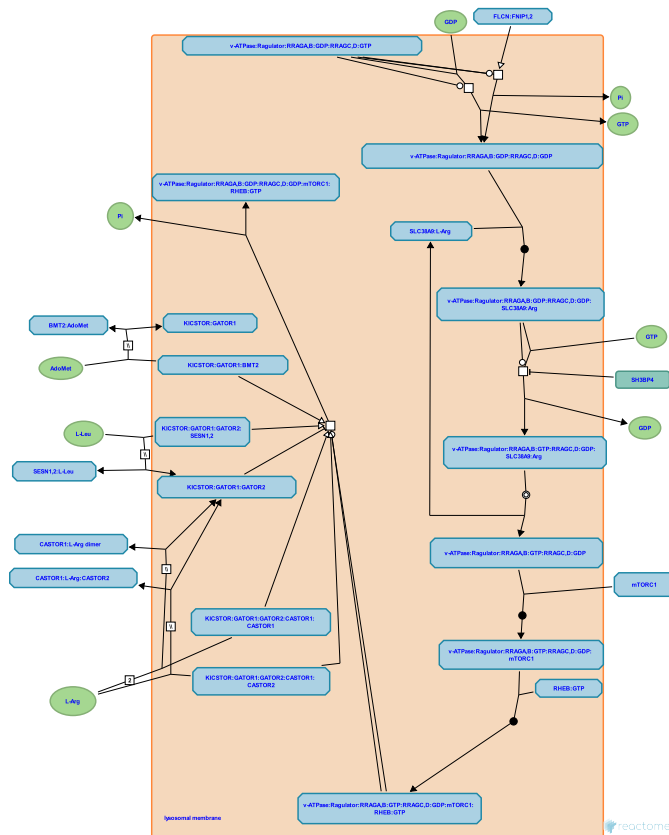 GDP
FLCN:FNIP1,2
v-ATPase:Ragulator:RRAGA,B:GDP:RRAGC,D:GTP
Pi
GTP
v-ATPase:Ragulator:RRAGA,B:GDP:RRAGC,D:GDP
v-ATPase:Ragulator:RRAGA,B:GDP:RRAGC,D:GDP:mTORC1:
RHEB:GTP
Pi
SLC38A9:L-Arg
v-ATPase:Ragulator:RRAGA,B:GDP:RRAGC,D:GDP:
SLC38A9:Arg
BMT2:AdoMet
KICSTOR:GATOR1
GTP
AdoMet
KICSTOR:GATOR1:BMT2
SH3BP4
L-Leu
KICSTOR:GATOR1:GATOR2:
SESN1,2
GDP
v-ATPase:Ragulator:RRAGA,B:GTP:RRAGC,D:GDP:
SLC38A9:Arg
SESN1,2:L-Leu
KICSTOR:GATOR1:GATOR2
CASTOR1:L-Arg dimer
v-ATPase:Ragulator:RRAGA,B:GTP:RRAGC,D:GDP
CASTOR1:L-Arg:CASTOR2
mTORC1
KICSTOR:GATOR1:GATOR2:CASTOR1:
CASTOR1
v-ATPase:Ragulator:RRAGA,B:GTP:RRAGC,D:GDP:
mTORC1
KICSTOR:GATOR1:GATOR2:CASTOR1:
CASTOR2
2
L-Arg
RHEB:GTP
v-ATPase:Ragulator:RRAGA,B:GTP:RRAGC,D:GDP:mTORC1:
RHEB:GTP
lysosomal membrane
reactome